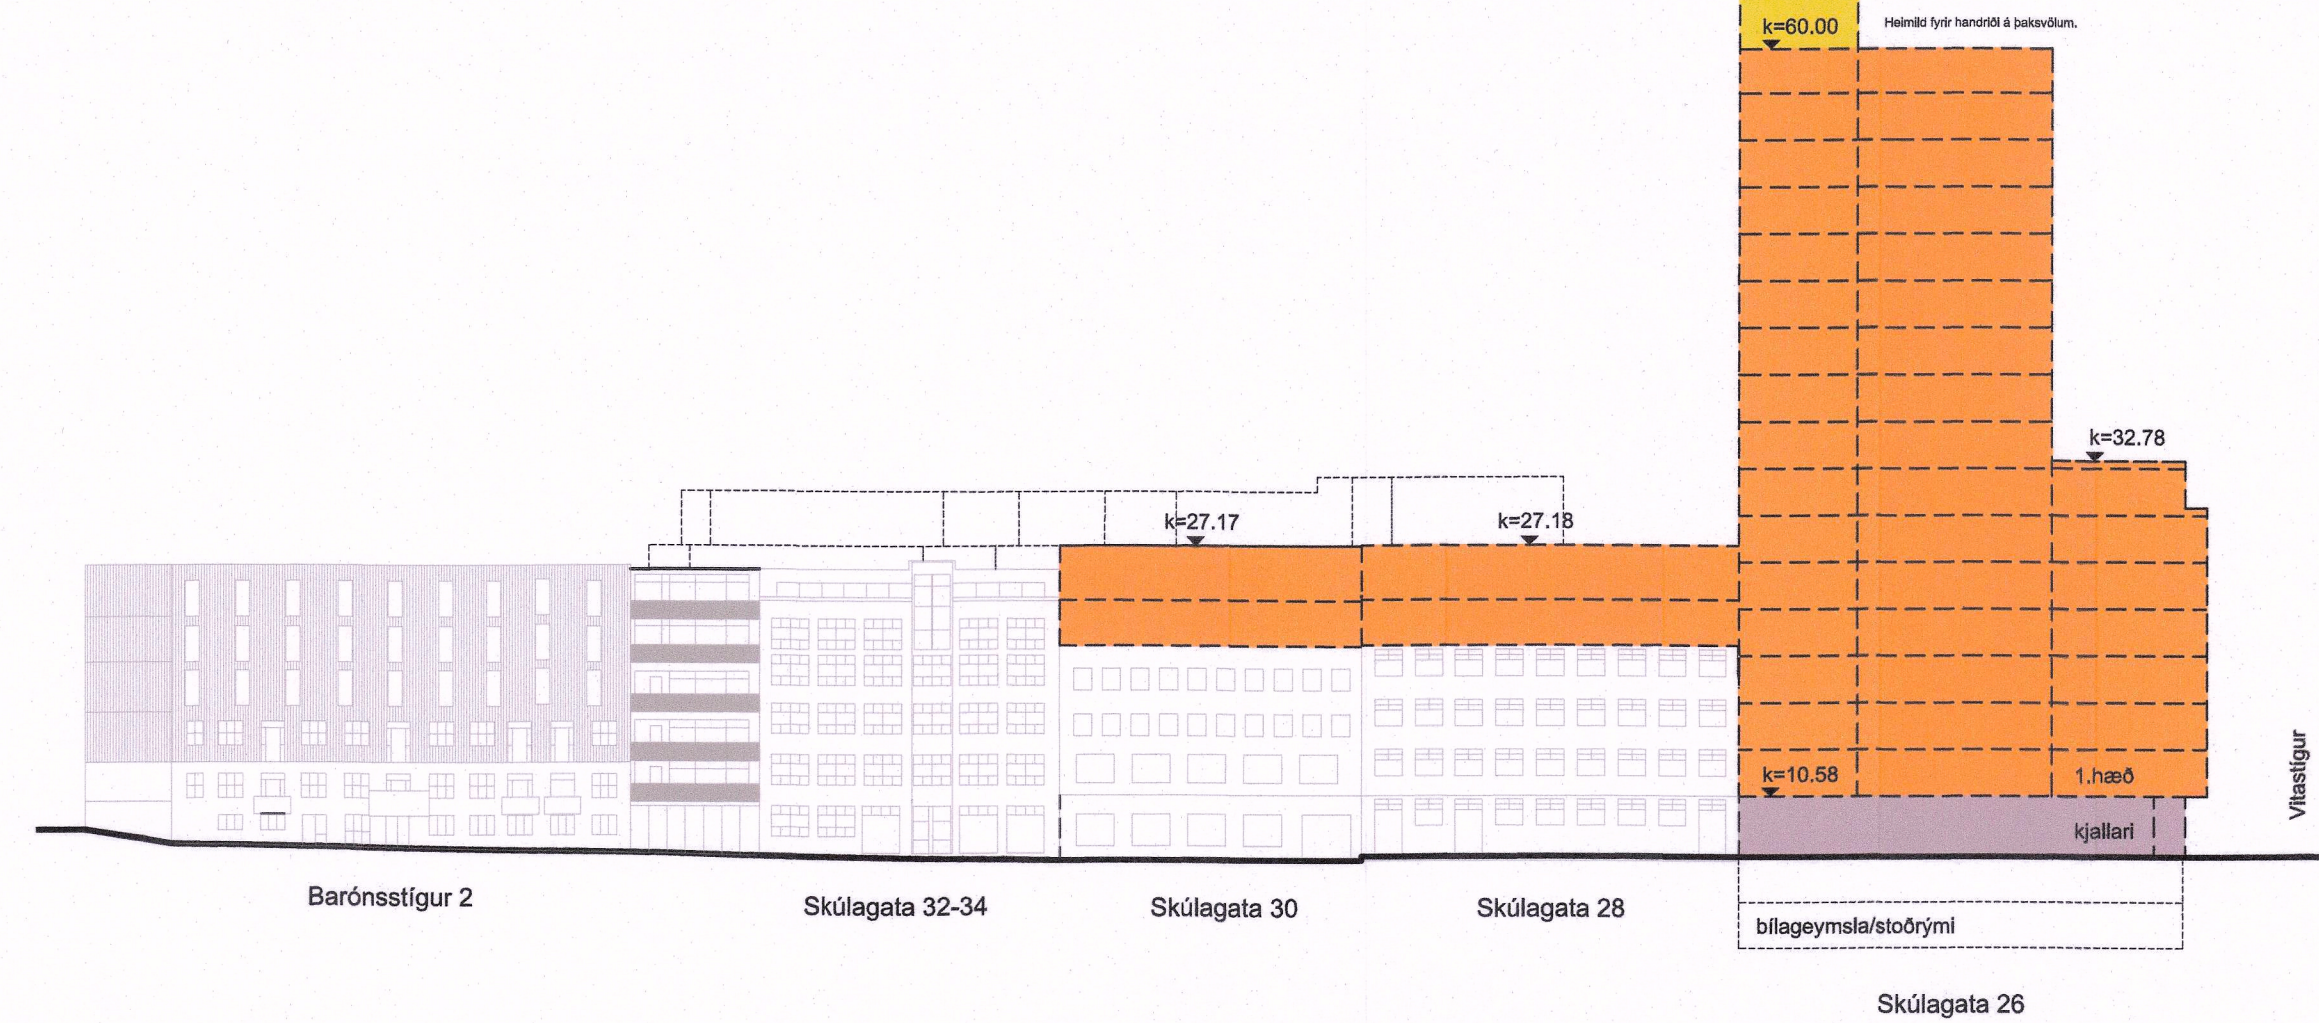 k=60.00
Heimild fyrir handriði á þaksvölum.
k=32.78
k=27.17
k=27.18
k=10.58
1.hæð
kjallari
Vitastígur
Barónsstígur 2
Skúlagata 32-34
Skúlagata 30
Skúlagata 28
bílageymsla/stoðrými
Skúlagata 26